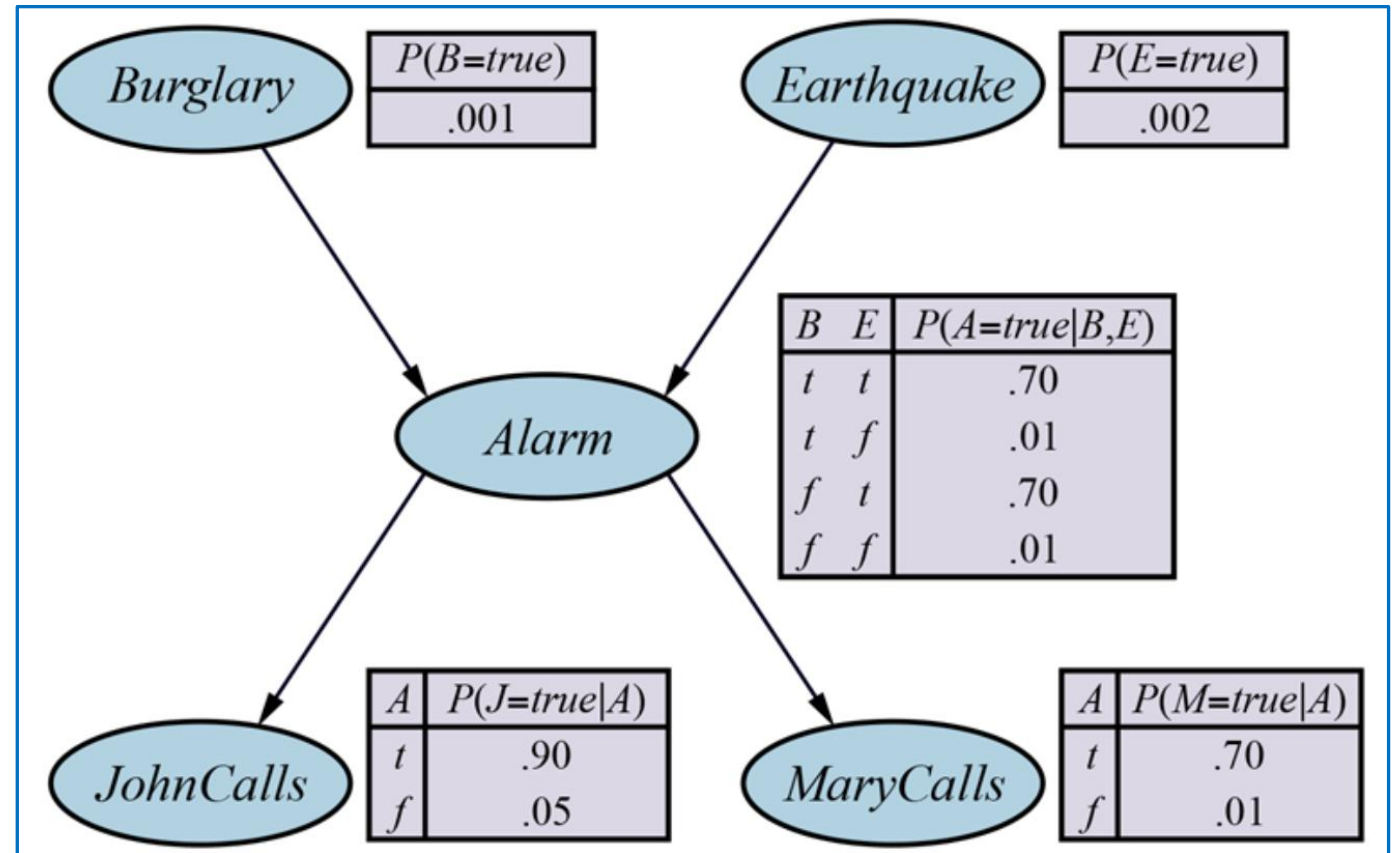 Burglary
P(B=true)
.001
Earthquake
P(E=true)
.002
B E P(A=true|B,E)
t t .70
t f .01
f t .70
f f .01
Alarm
A P(J=true|A)
t .90
f .05
JohnCalls
A P(M=true|A)
t .70
f .01
MaryCalls